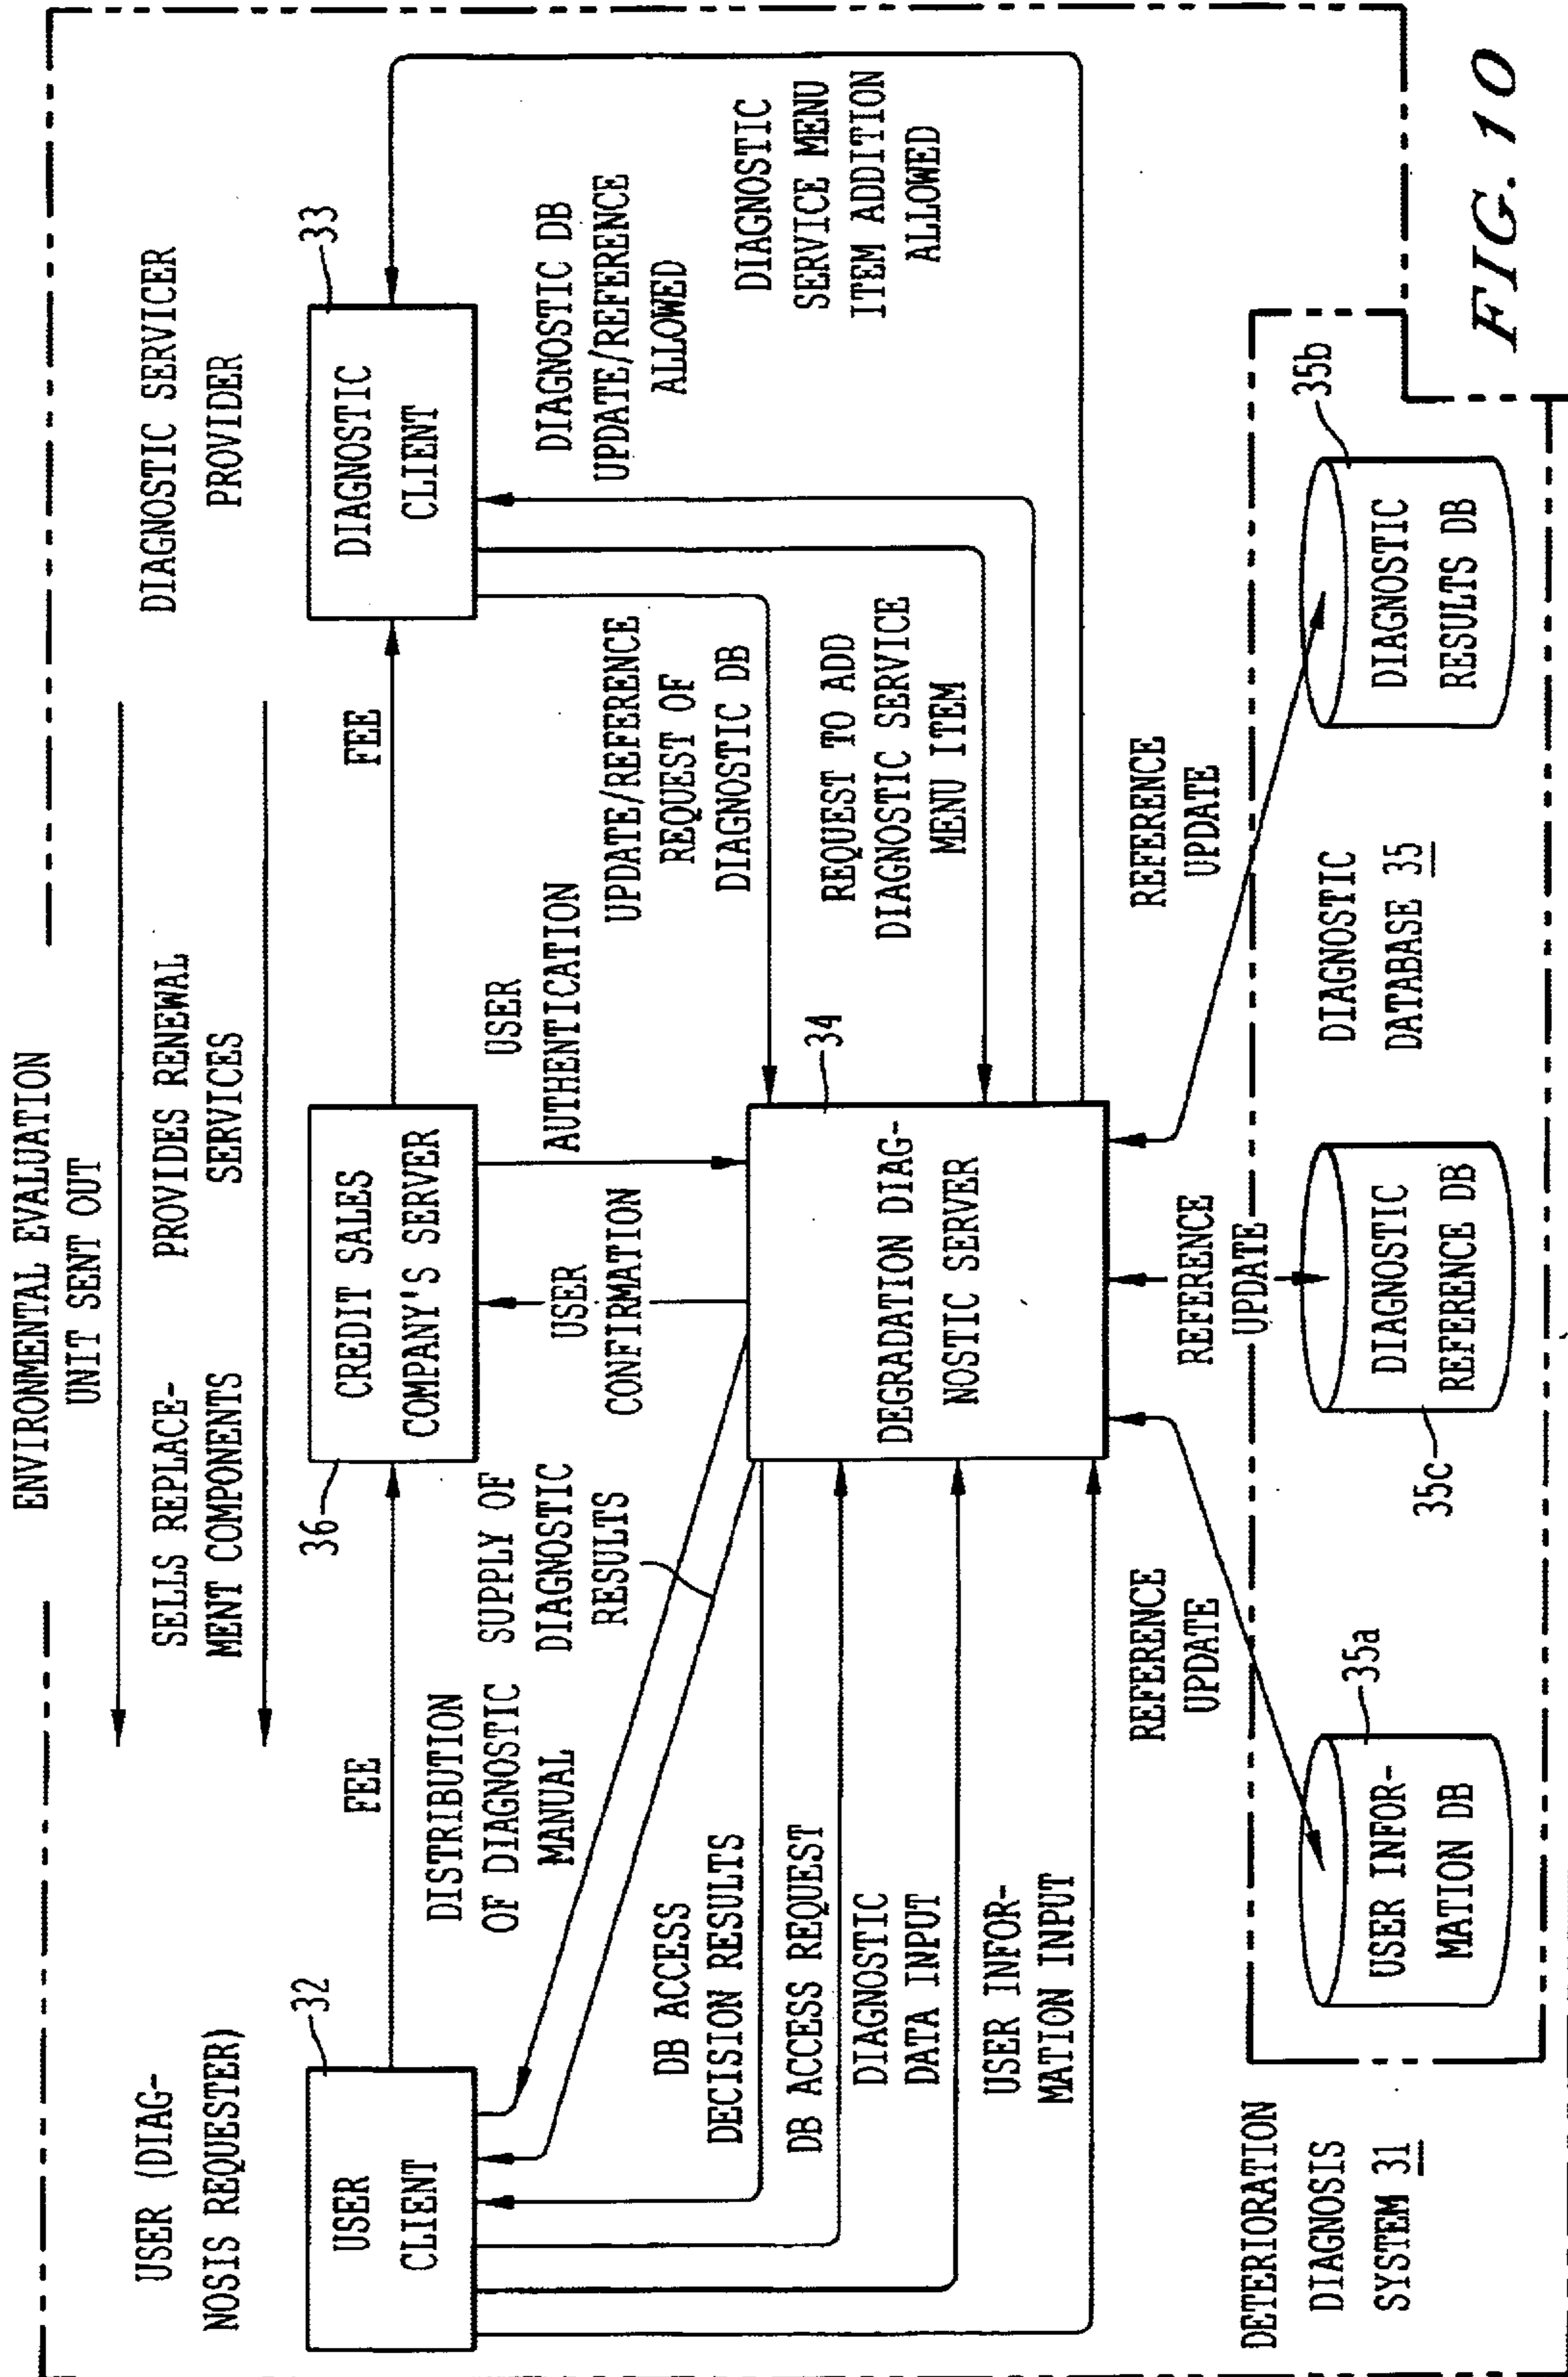 ENVIRONMENTAL EVALUATION
UNIT SENT OUT
SELLS REPLACE-
MENT COMPONENTS
PROVIDES RENEWAL
SERVICES
USER (DIAG-
NOSIS REQUESTER)
DIAGNOSTIC SERVICER
PROVIDER
32
USER
CLIENT
FEE
36
CREDIT SALES
COMPANY'S SERVER
FEE
33
DIAGNOSTIC
CLIENT
DISTRIBUTION
OF DIAGNOSTIC
MANUAL
SUPPLY OF
DIAGNOSTIC
RESULTS
USER
CONFIRMATION
USER
AUTHENTICATION
UPDATE/REFERENCE
REQUEST OF
DIAGNOSTIC DB
DIAGNOSTIC DB
UPDATE/REFERENCE
ALLOWED
DIAGNOSTIC
SERVICE MENU
ITEM ADDITION
ALLOWED
DB ACCESS
DECISION RESULTS
DB ACCESS REQUEST
DIAGNOSTIC
DATA INPUT
USER INFOR-
MATION INPUT
34
DEGRADATION DIAG-
NOSTIC SERVER
REQUEST TO ADD
DIAGNOSTIC SERVICE
MENU ITEM
REFERENCE
UPDATE
REFERENCE
UPDATE
REFERENCE
UPDATE
DETERIORATION
DIAGNOSIS
SYSTEM 31
35a
USER INFOR-
MATION DB
35c
DIAGNOSTIC
REFERENCE DB
DIAGNOSTIC
DATABASE 35
35b
DIAGNOSTIC
RESULTS DB
FIG. 10